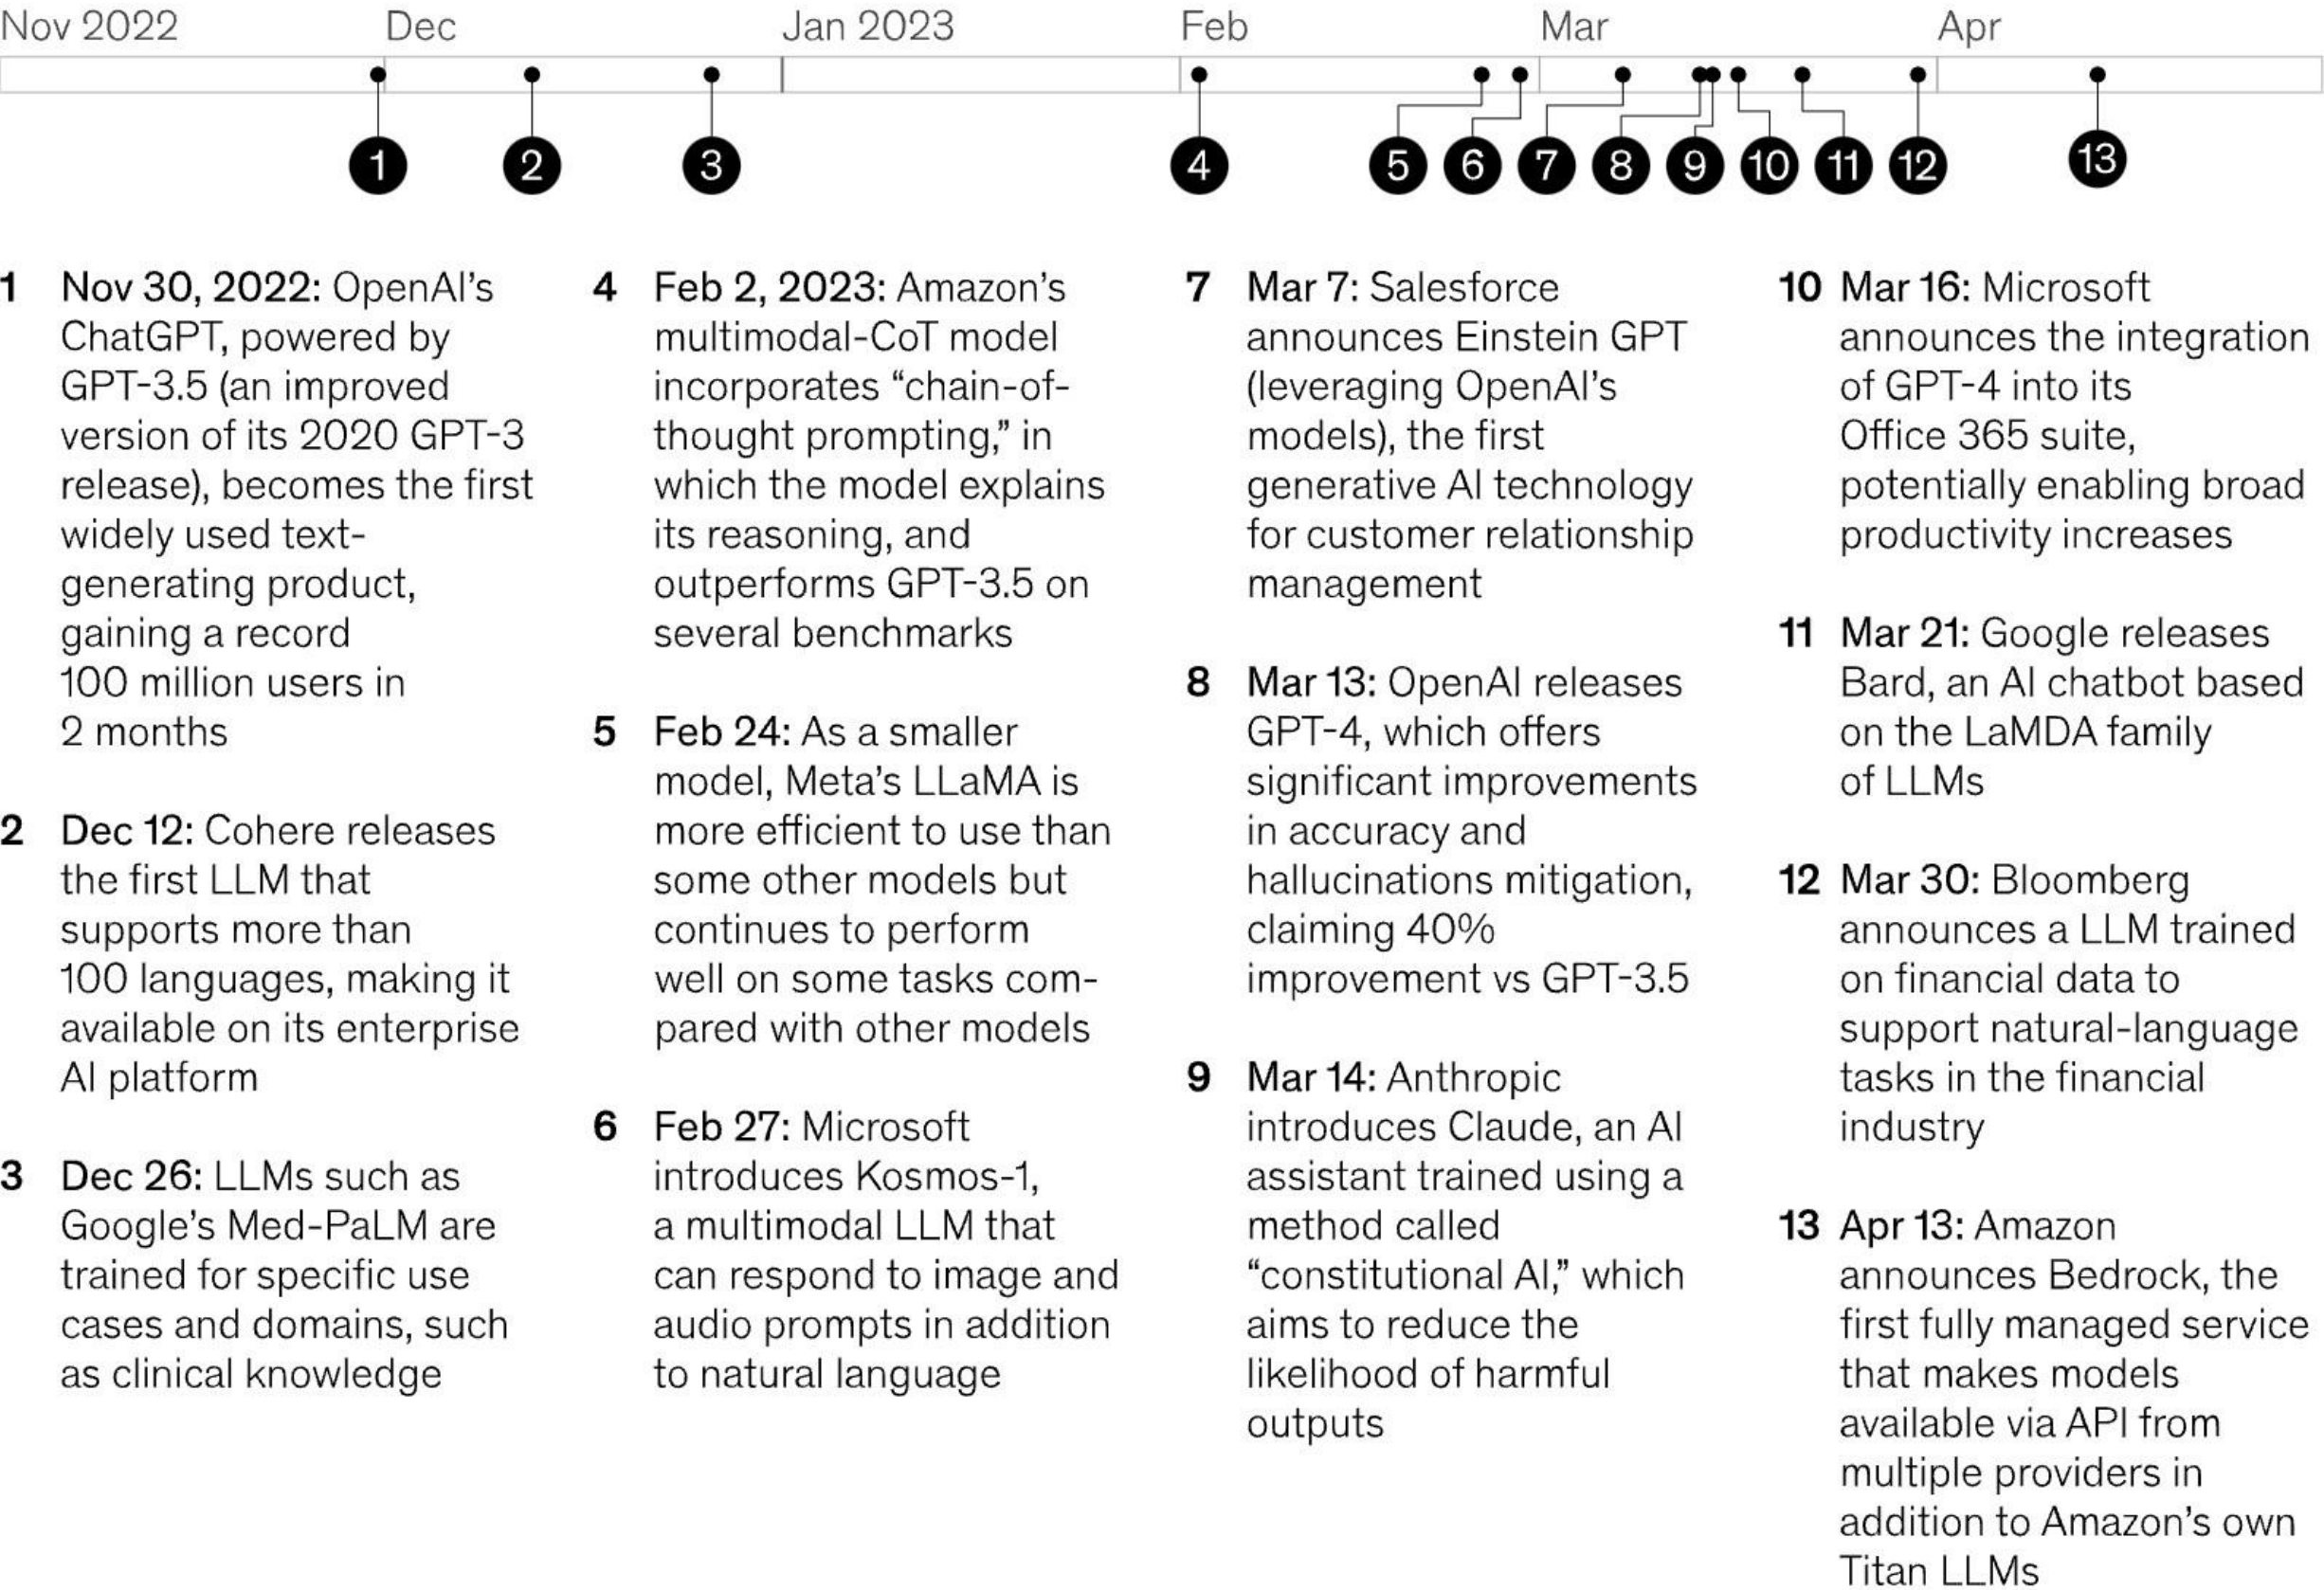 Nov 2022
Dec
Jan 2023
Feb
Mar
Apr
1
2
3
4
5
6
7
8
9
10
11
12
13
1 Nov 30, 2022: OpenAI’s
ChatGPT, powered by
GPT-3.5 (an improved
version of its 2020 GPT-3
release), becomes the first
widely used text-
generating product,
gaining a record
100 million users in
2 months
2 Dec 12: Cohere releases
the first LLM that
supports more than
100 languages, making it
available on its enterprise
AI platform
3 Dec 26: LLMs such as
Google’s Med-PaLM are
trained for specific use
cases and domains, such
as clinical knowledge
4 Feb 2, 2023: Amazon’s
multimodal-CoT model
incorporates “chain-of-
thought prompting,” in
which the model explains
its reasoning, and
outperforms GPT-3.5 on
several benchmarks
5 Feb 24: As a smaller
model, Meta’s LLaMA is
more efficient to use than
some other models but
continues to perform
well on some tasks com-
pared with other models
6 Feb 27: Microsoft
introduces Kosmos-1,
a multimodal LLM that
can respond to image and
audio prompts in addition
to natural language
7 Mar 7: Salesforce
announces Einstein GPT
(leveraging OpenAI’s
models), the first
generative AI technology
for customer relationship
management
8 Mar 13: OpenAI releases
GPT-4, which offers
significant improvements
in accuracy and
hallucinations mitigation,
claiming 40%
improvement vs GPT-3.5
9 Mar 14: Anthropic
introduces Claude, an AI
assistant trained using a
method called
“constitutional AI,” which
aims to reduce the
likelihood of harmful
outputs
10 Mar 16: Microsoft
announces the integration
of GPT-4 into its
Office 365 suite,
potentially enabling broad
productivity increases
11 Mar 21: Google releases
Bard, an AI chatbot based
on the LaMDA family
of LLMs
12 Mar 30: Bloomberg
announces a LLM trained
on financial data to
support natural-language
tasks in the financial
industry
13 Apr 13: Amazon
announces Bedrock, the
first fully managed service
that makes models
available via API from
multiple providers in
addition to Amazon’s own
Titan LLMs